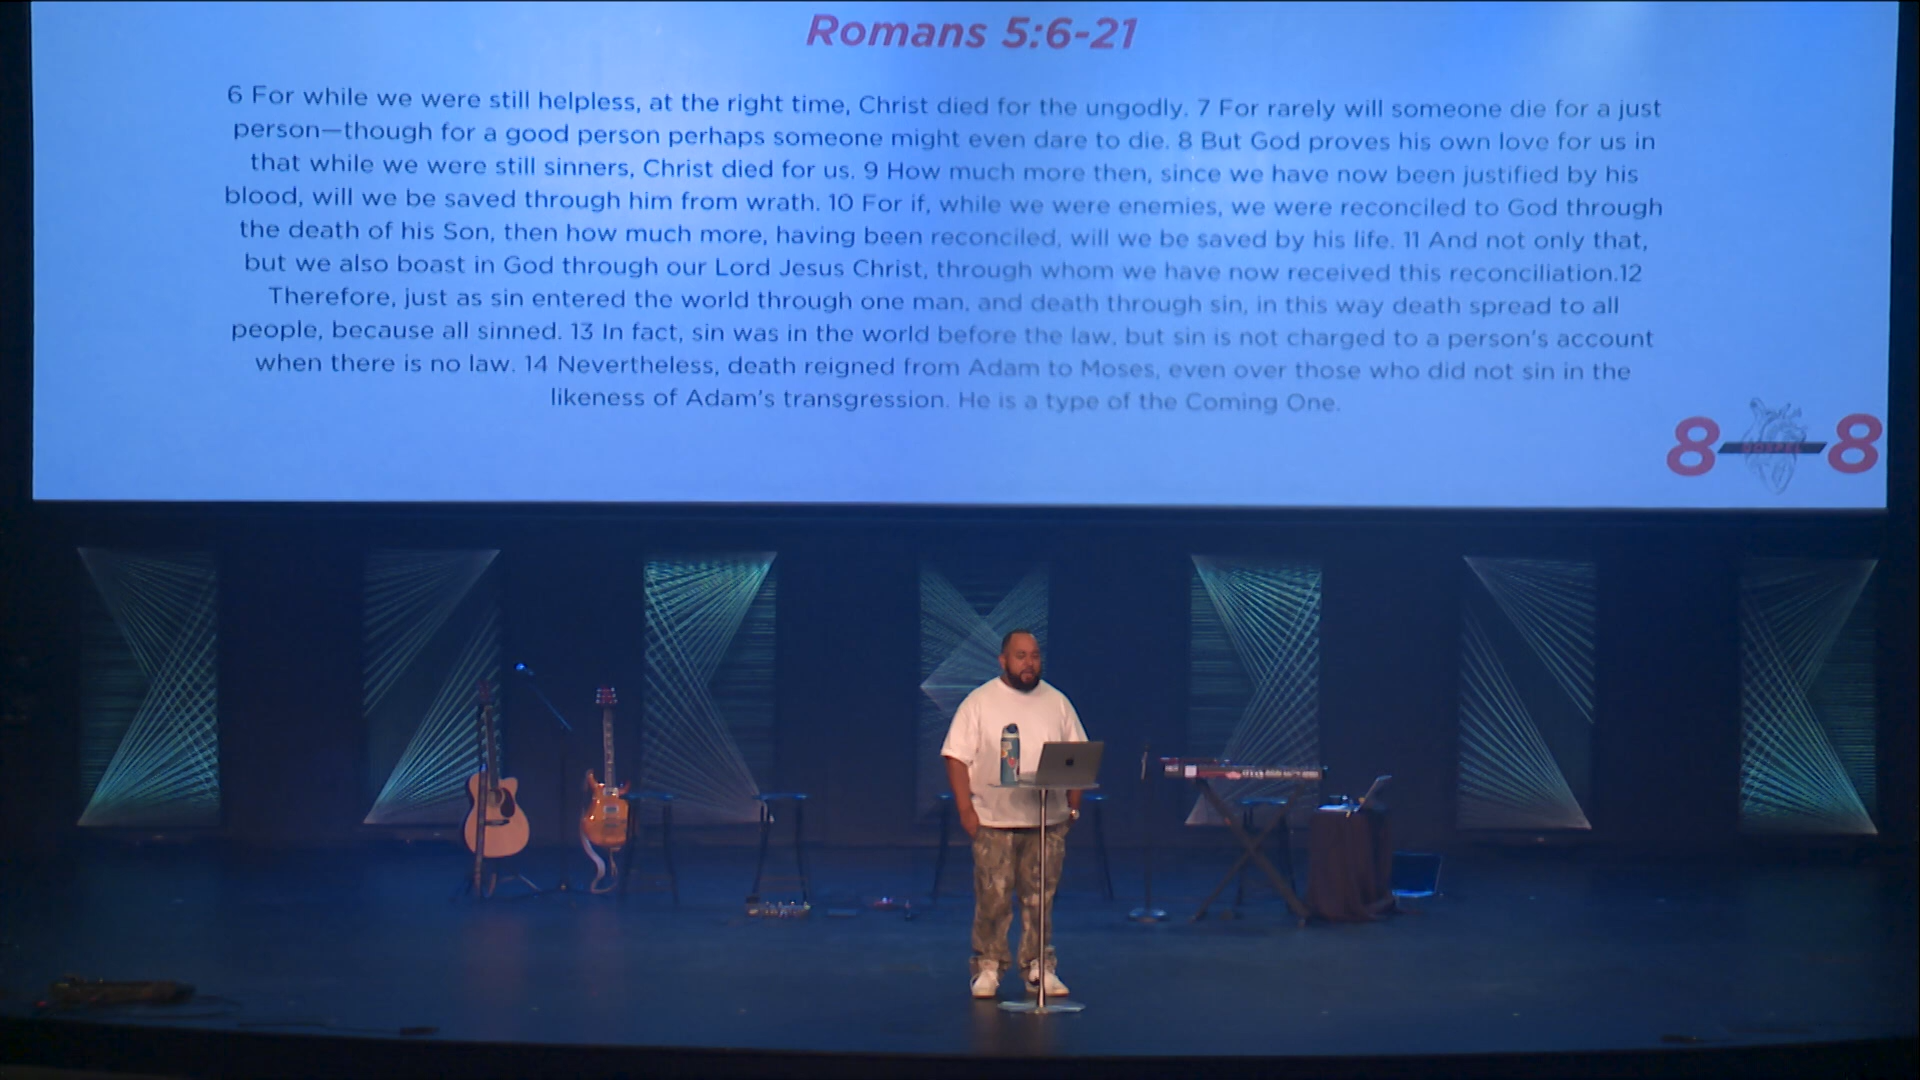 Romans 5:6-21
6 For while we were still helpless, at the right time, Christ died for the ungodly. 7 For rarely will someone die for a just
person—though for a good person perhaps someone might even dare to die. 8 But God proves his own love for us in
that while we were still sinners, Christ died for us. 9 How much more then, since we have now been justified by his
blood, will we be saved through him from wrath. 10 For if, while we were enemies, we were reconciled to God through
the death of his Son, then how much more, having been reconciled, will we be saved by his life. 11 And not only that,
but we also boast in God through our Lord Jesus Christ, through whom we have now received this reconciliation.12
Therefore, just as sin entered the world through one man, and death through sin, in this way death spread to all
people, because all sinned. 13 In fact, sin was in the world before the law, but sin is not charged to a person's account
when there is no law. 14 Nevertheless, death reigned from Adam to Moses, even over those who did not sin in the
likeness of Adam's transgression. He is a type of the Coming One.
8 GOSPEL 8